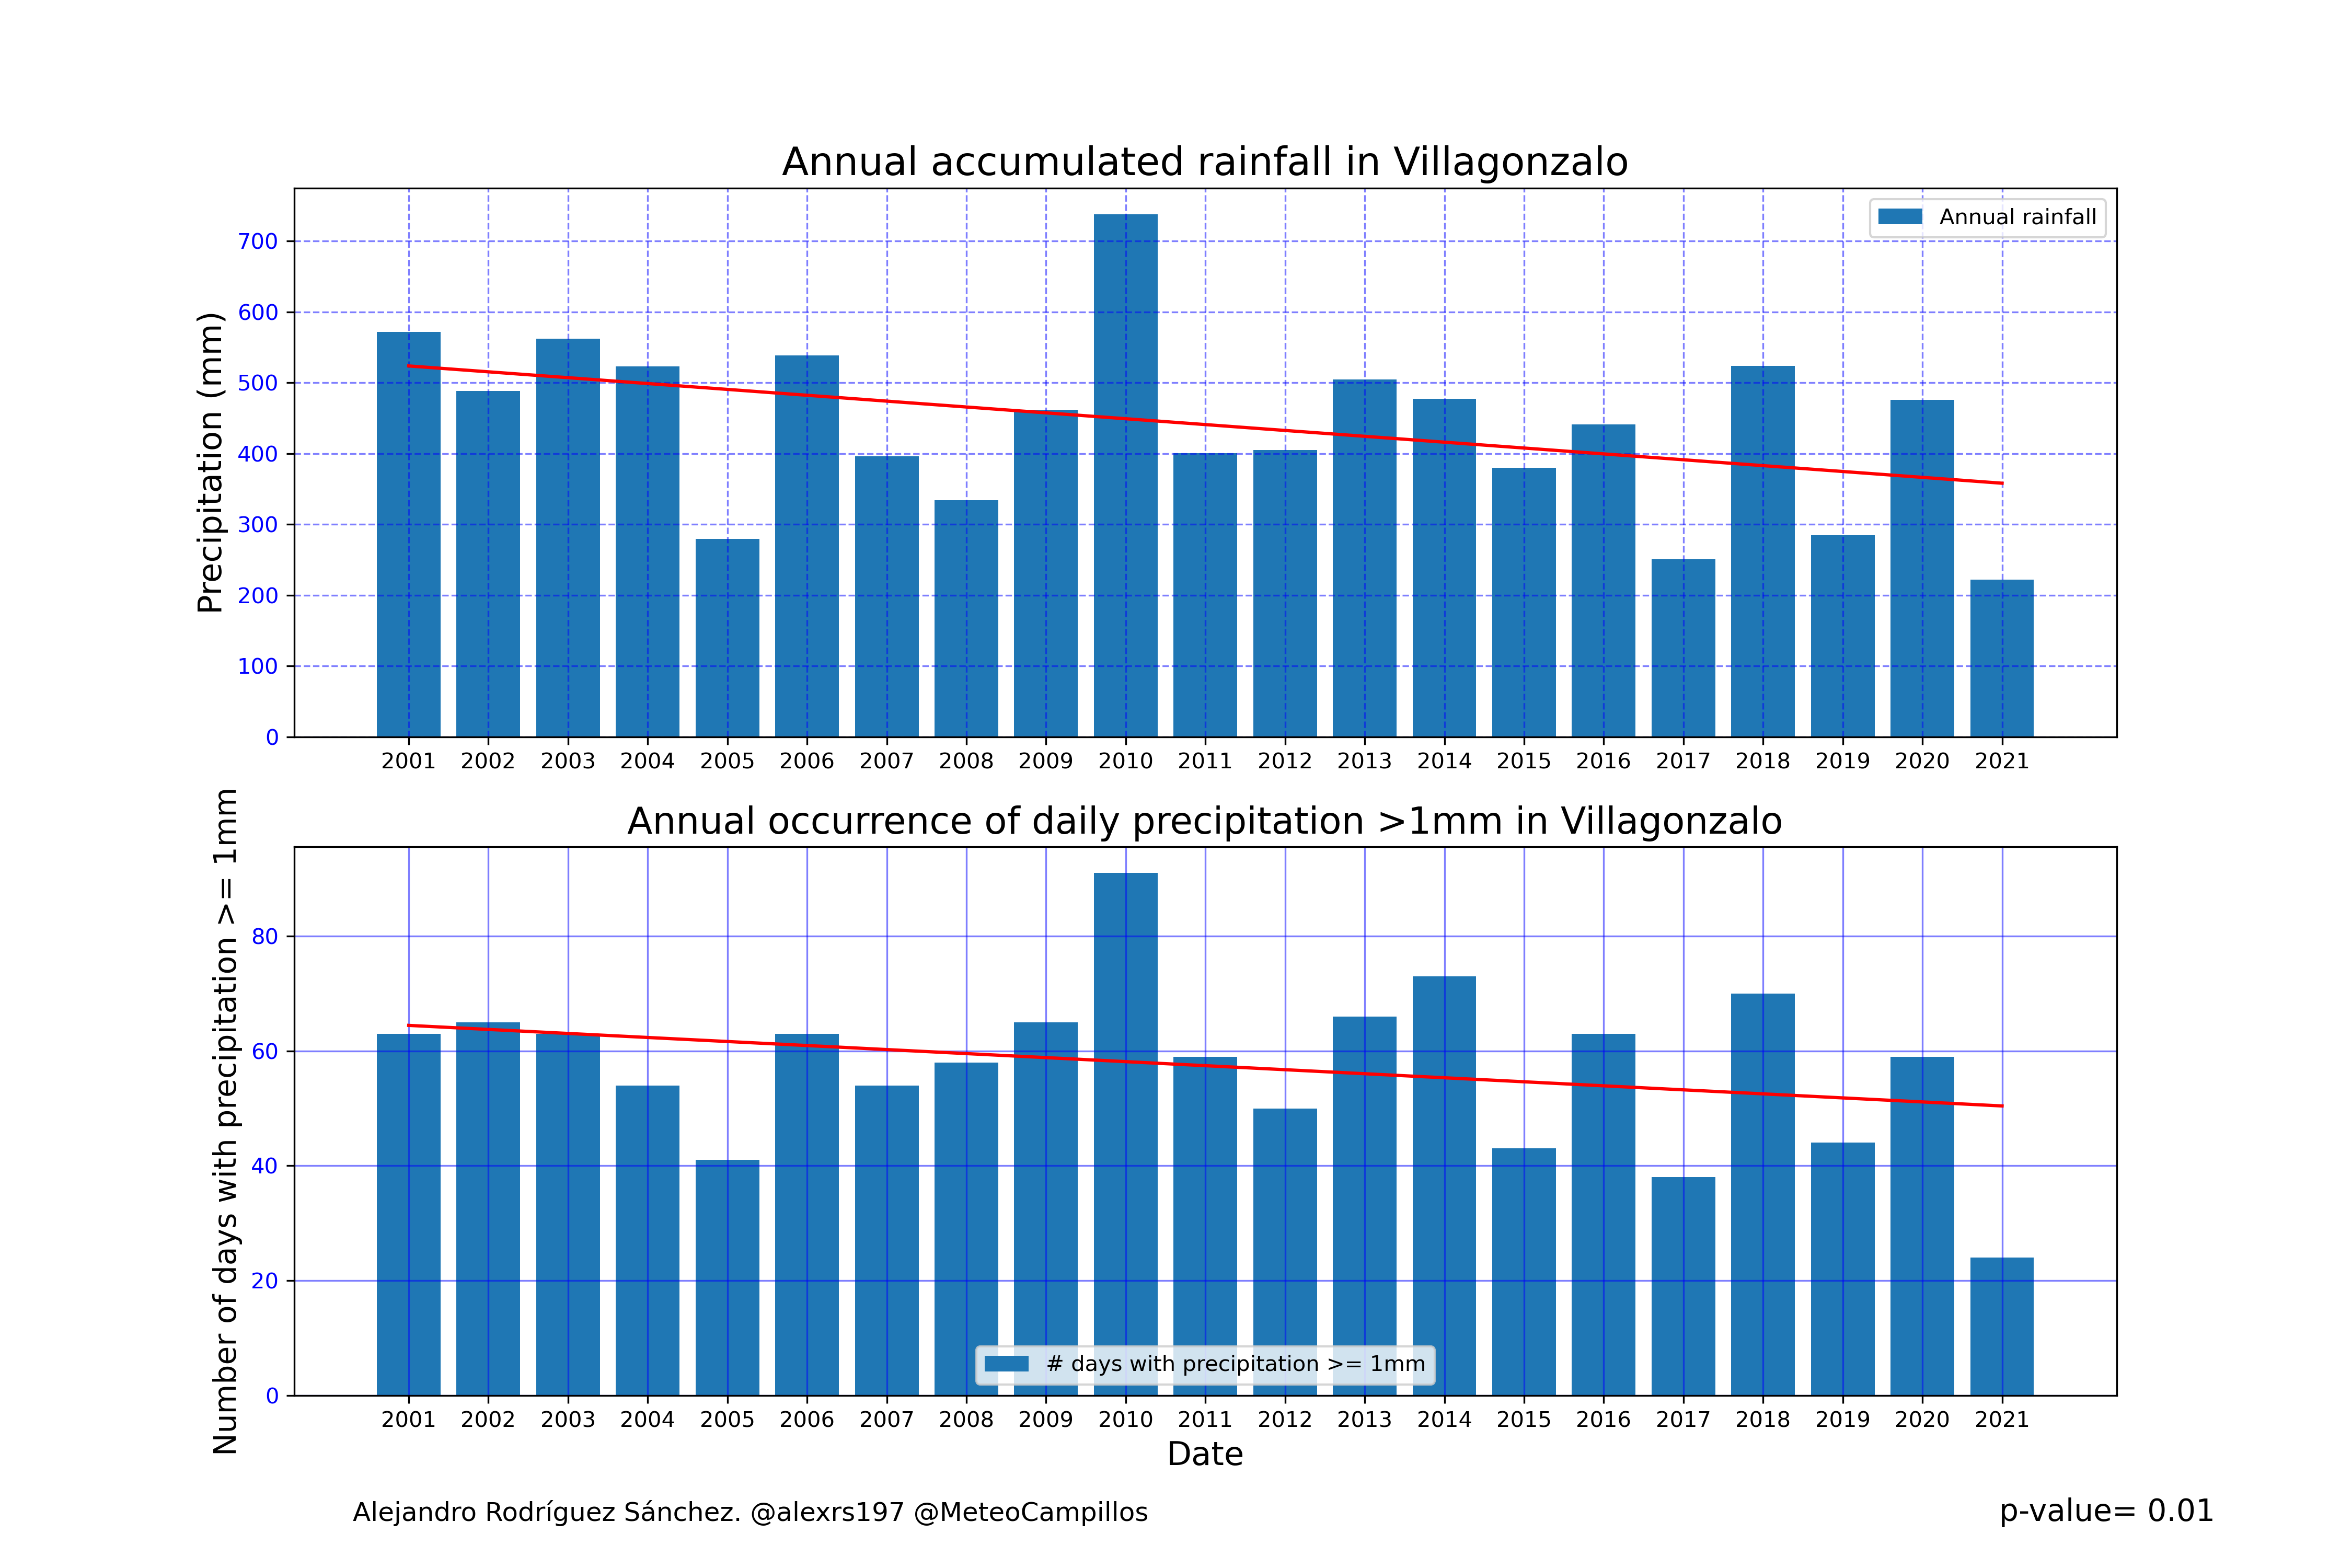 Annual accumulated rainfall in Villagonzalo
Annual rainfall
Precipitation (mm)
700
600
500
400
300
200
100
0
2001 2002 2003 2004 2005 2006 2007 2008 2009 2010 2011 2012 2013 2014 2015 2016 2017 2018 2019 2020 2021
Annual occurrence of daily precipitation >1mm in Villagonzalo
Number of days with precipitation >= 1mm
80
60
40
20
0
# days with precipitation >= 1mm
2001 2002 2003 2004 2005 2006 2007 2008 2009 2010 2011 2012 2013 2014 2015 2016 2017 2018 2019 2020 2021
Date
Alejandro Rodríguez Sánchez. @alexrs197 @MeteoCampillos
p-value= 0.01